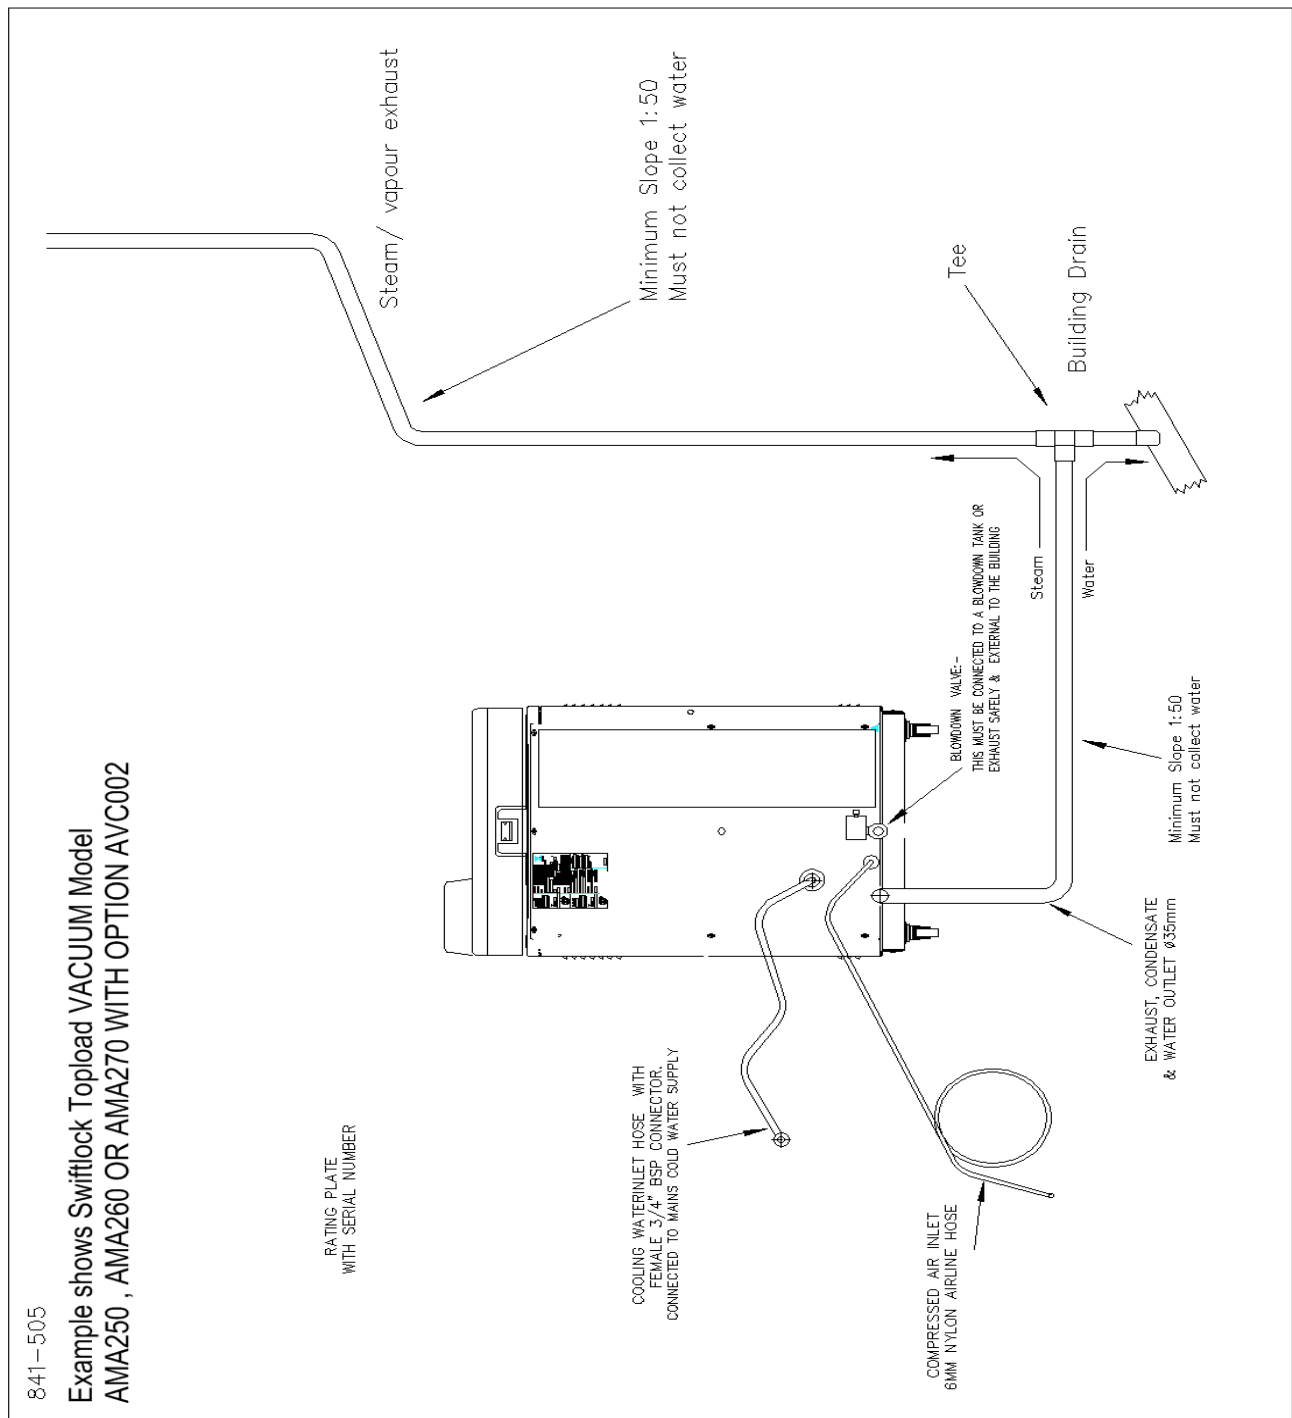 841-505
Example shows Swiftlock Topload VACUUM Model
AMA250 , AMA260 OR AMA270 WITH OPTION AVC002
RATING PLATE
WITH SERIAL NUMBER
Steam/ vapour exhaust
Minimum Slope 1:50
Must not collect water
COOLING WATERINLET HOSE WITH
FEMALE 3/4" BSP CONNECTOR.
CONNECTED TO MAINS COLD WATER SUPPLY
Tee
Building Drain
BLOWDOWN VALVE:-
THIS MUST BE CONNECTED TO A BLOWDOWN TANK OR
EXHAUST SAFELY & EXTERNAL TO THE BUILDING
Steam
Water
COMPRESSED AIR INLET
6MM NYLON AIRLINE HOSE
EXHAUST, CONDENSATE
& WATER OUTLET ø35mm
Minimum Slope 1:50
Must not collect water